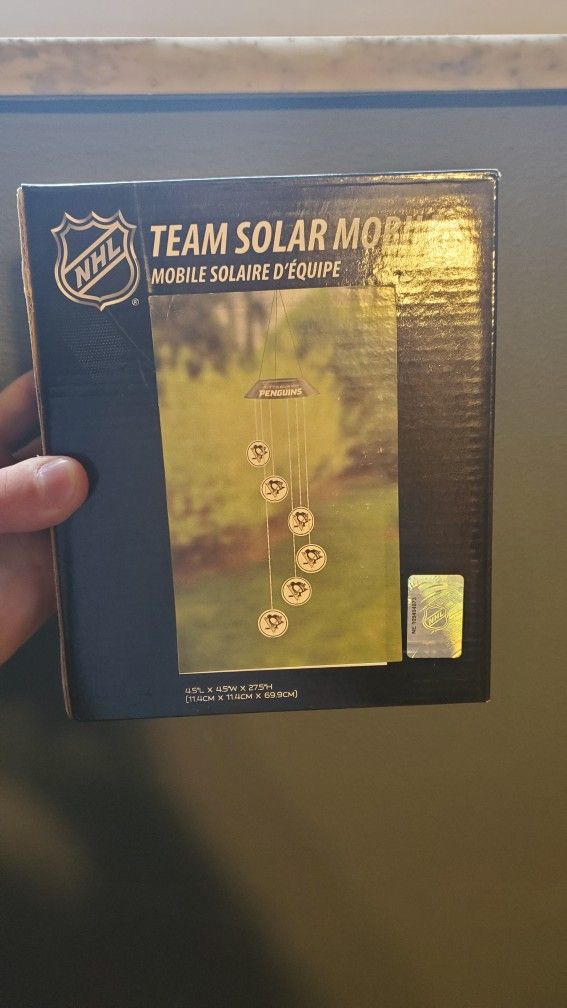 NHL
®
TEAM SOLAR MOBILE
MOBILE SOLAIRE D'ÉQUIPE
PENGUINS
NHL
4.5"L X 4.5"W X 27.5"H
(11.4CM X 11.4CM X 69.9CM)